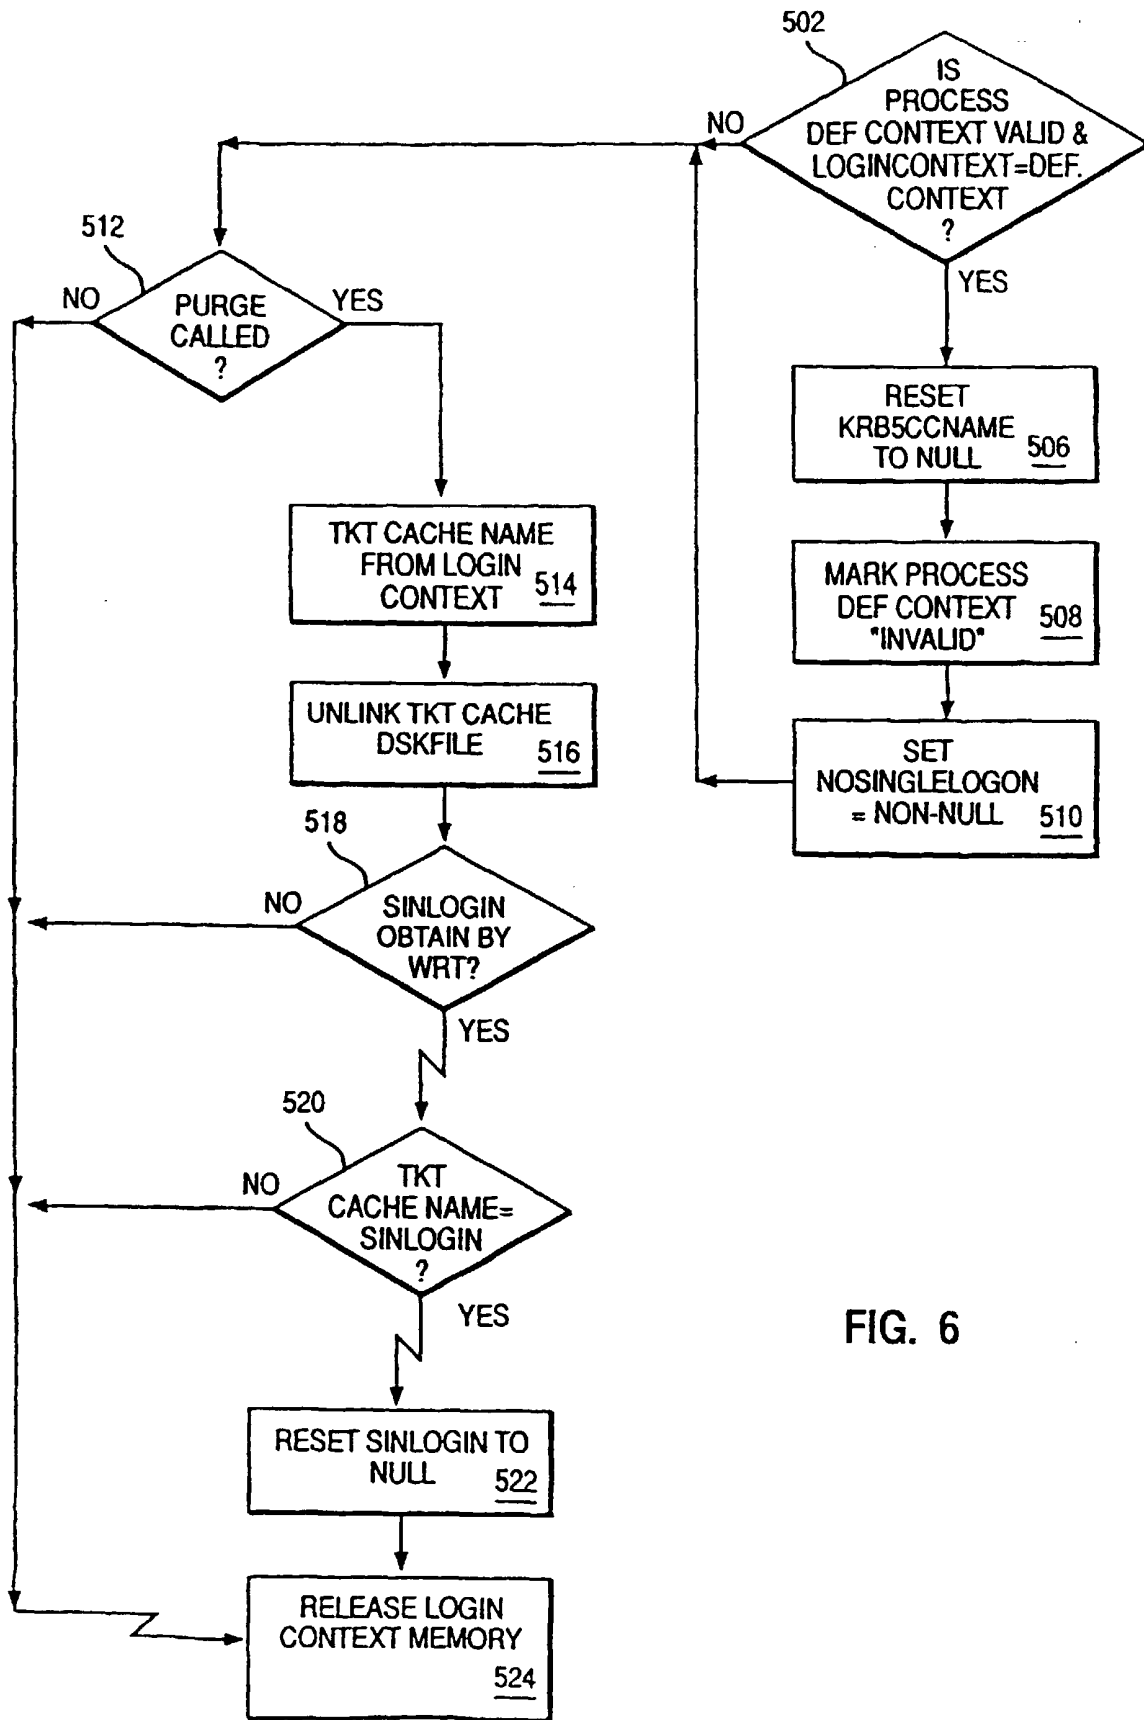 502
IS
PROCESS
DEF CONTEXT VALID &
LOGINCONTEXT=DEF.
CONTEXT
?
NO
YES
512
NO
PURGE
CALLED
?
YES
RESET
KRB5CCNAME
TO NULL
506
TKT CACHE NAME
FROM LOGIN
CONTEXT
514
MARK PROCESS
DEF CONTEXT
"INVALID"
508
UNLINK TKT CACHE
DSKFILE
516
SET
NOSINGLELOGON
= NON-NULL
510
518
NO
SINLOGIN
OBTAIN BY
WRT?
YES
520
NO
TKT
CACHE NAME=
SINLOGIN
?
YES
FIG. 6
RESET SINLOGIN TO
NULL
522
RELEASE LOGIN
CONTEXT MEMORY
524